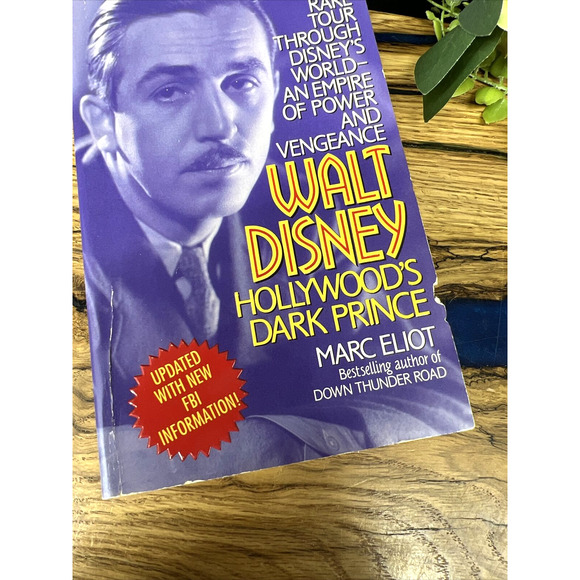 RARE
TOUR
THROUGH
DISNEY'S
WORLD—
AN EMPIRE
OF POWER
AND
VENGEANCE
WALT
DISNEY
HOLLYWOOD'S
DARK PRINCE
MARC ELIOT
Bestselling author of
DOWN THUNDER ROAD
UPDATED
WITH NEW
FBI
INFORMATION!